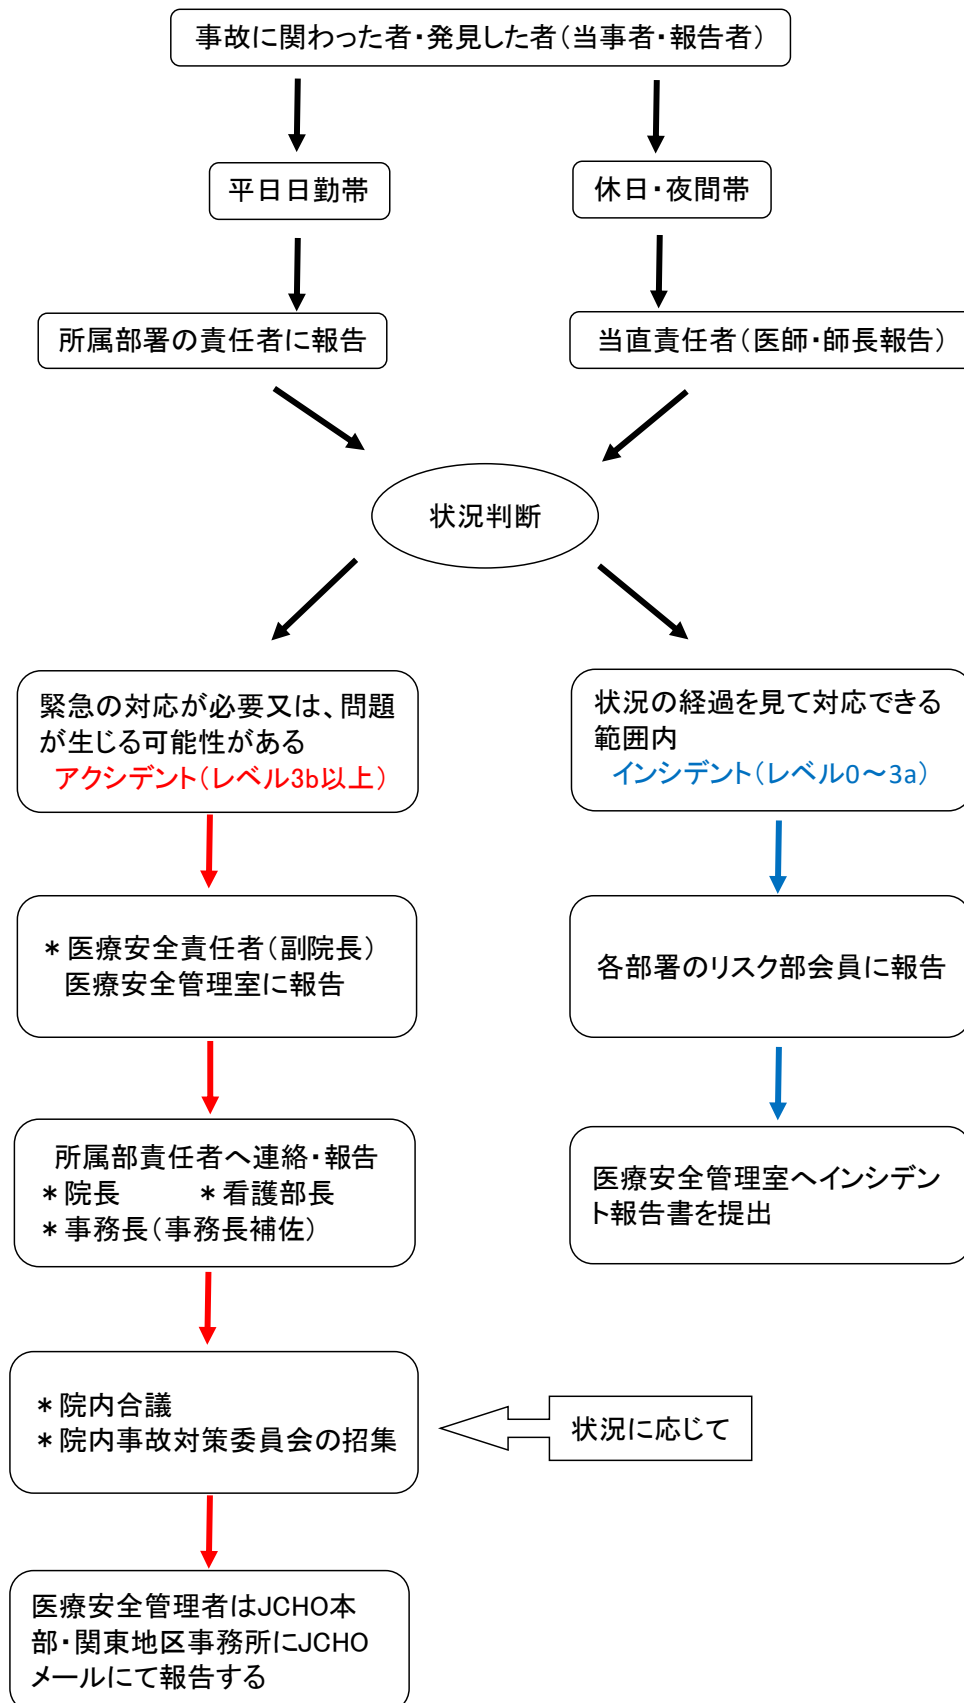 事故に関わった者・発見した者（当事者・報告者）
平日日勤帯
休日・夜間帯
所属部署の責任者に報告
当直責任者（医師・師長報告）
状況判断
緊急の対応が必要又は、問題
が生じる可能性がある
アクシデント（レベル3b以上）
状況の経過を見て対応できる
範囲内
インシデント（レベル0～3a）
＊医療安全責任者（副院長）
医療安全管理室に報告
各部署のリスク部会員に報告
所属部責任者へ連絡・報告
＊院長　　＊看護部長
＊事務長（事務長補佐）
医療安全管理室へインシデン
ト報告書を提出
＊院内合議
＊院内事故対策委員会の招集
状況に応じて
医療安全管理者はJCHO本
部・関東地区事務所にJCHO
メールにて報告する